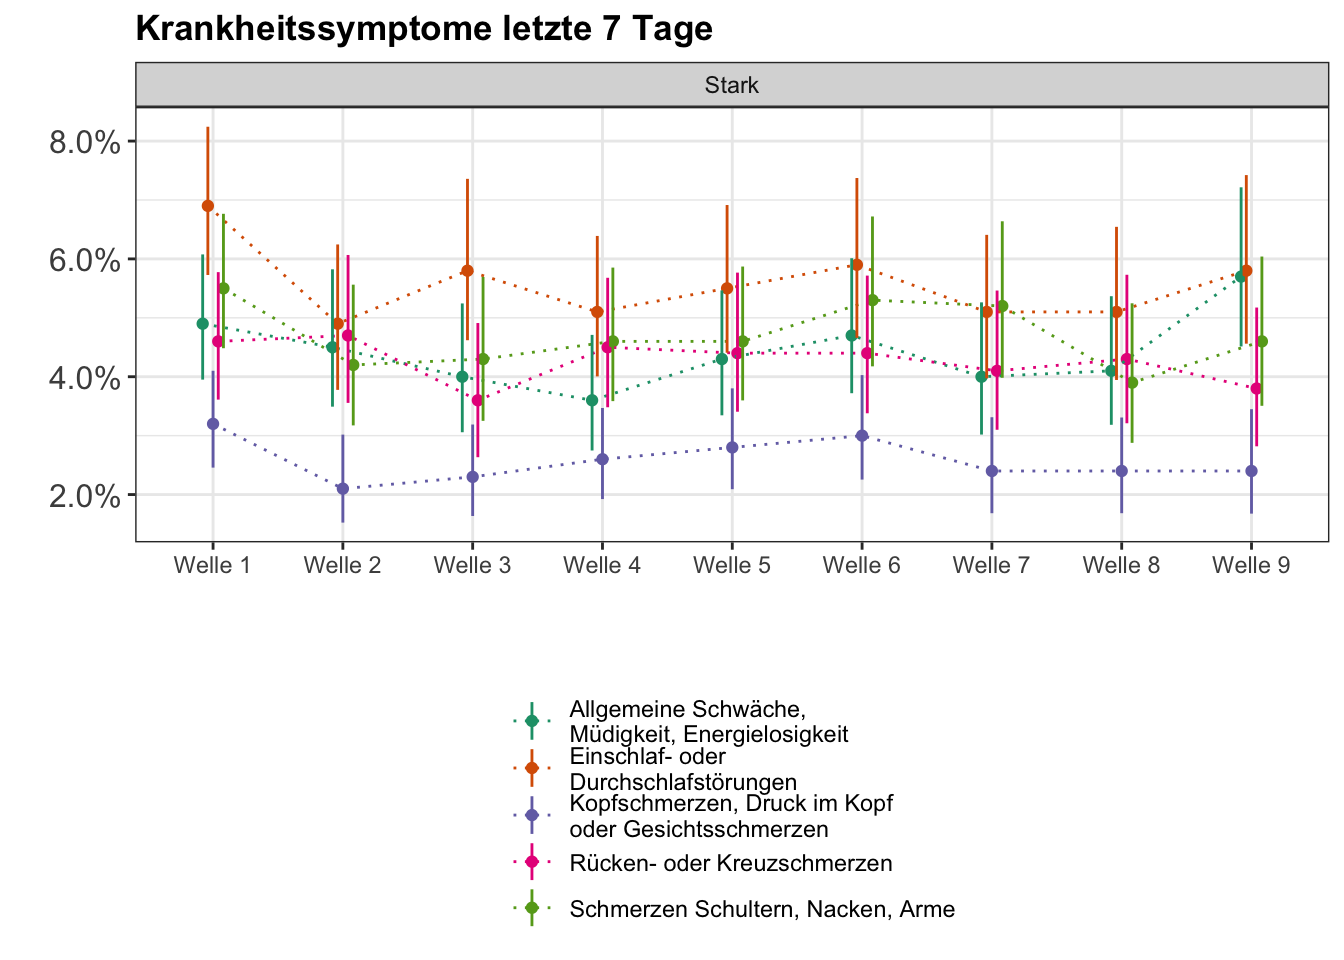 Krankheitssymptome letzte 7 Tage
Stark
8.0%
6.0%
4.0%
2.0%
Welle 1 Welle 2 Welle 3 Welle 4 Welle 5 Welle 6 Welle 7 Welle 8 Welle 9
Allgemeine Schwäche,
Müdigkeit, Energielosigkeit
Einschlaf- oder
Durchschlafstörungen
Kopfschmerzen, Druck im Kopf
oder Gesichtsschmerzen
Rücken- oder Kreuzschmerzen
Schmerzen Schultern, Nacken, Arme